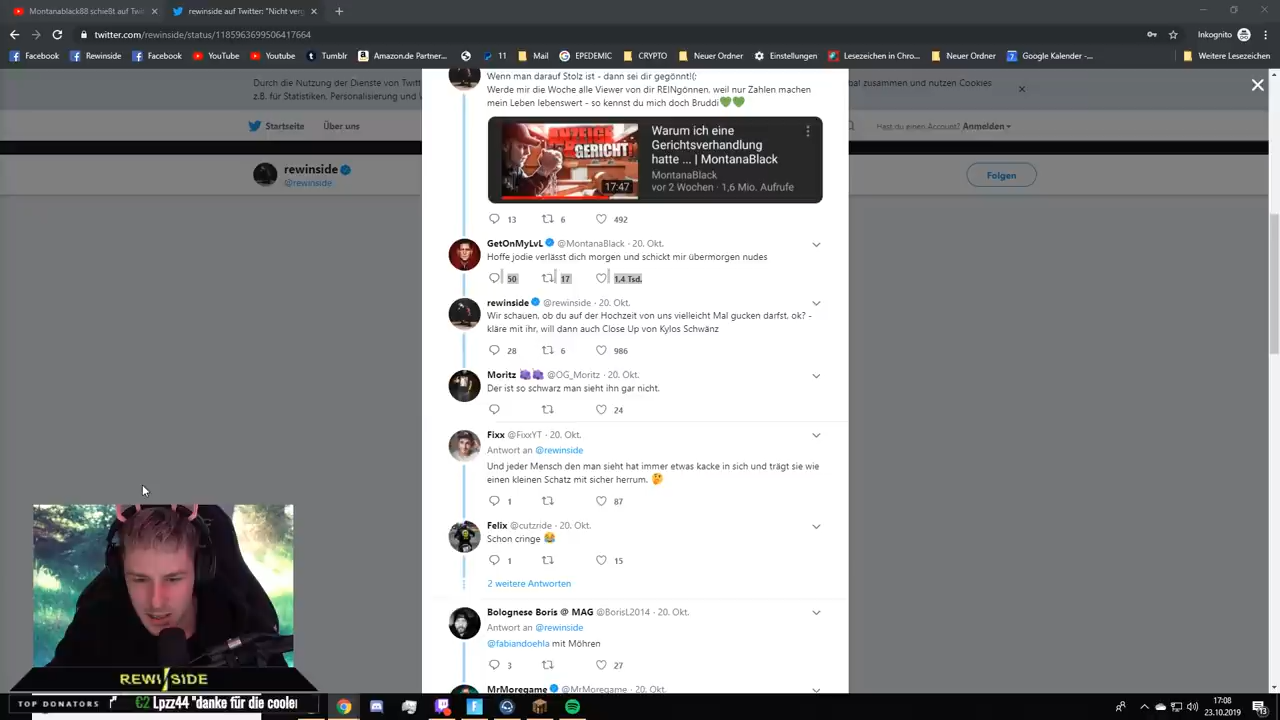 Montanablack88 schießt auf Twit
rewinside auf Twitter: "Nicht ver
twitter.com/rewinside/status/1185963699506417664
Inkognito
Facebook
Rewinside
Facebook
Youtube
Tumblr
Amazon.de-Partner...
11
Mail
EPEDEMIC
CRYPTO
Neuer Ordner
Einstellungen
Lesezeichen in Chro...
Neuer Ordner
Google Kalender -...
Weitere Lesezeichen
Durch die Nutzung der Dienste von Twitter
z.B. für Statistiken, Personalisierung und
mal zusammen und nutzen Cookies
Startseite
Über uns
Hast du einen Account? Anmelden
rewinside
@rewinside
Folgen
Wenn man darauf Stolz ist - dann sei dir gegönnt!(:
Werde mir die Woche alle Viewer von dir REINgönnen, weil nur Zahlen machen
mein Leben lebenswert - so kennst du mich doch Bruddi💚💚
ANZEIGE
GERICHT!
17:47
Warum ich eine
Gerichtsverhandlung
hatte ... | MontanaBlack
MontanaBlack
vor 2 Wochen · 1,6 Mio. Aufrufe
13 6 492
GetOnMyLvL @MontanaBlack · 20. Okt.
Hoffe jodie verlässt dich morgen und schickt mir übermorgen nudes
50 17 1,4 Tsd.
rewinside @rewinside · 20. Okt.
Wir schauen, ob du auf der Hochzeit von uns vielleicht Mal gucken darfst, ok? -
kläre mit ihr, will dann auch Close Up von Kylos Schwänz
28 6 986
Moritz @OG_Moritz · 20. Okt.
Der ist so schwarz man sieht ihn gar nicht.
24
Fixx @FixxYT · 20. Okt.
Antwort an @rewinside
Und jeder Mensch den man sieht hat immer etwas kacke in sich und trägt sie wie
einen kleinen Schatz mit sicher herrum. 🤔
1 87
Felix @cutzride · 20. Okt.
Schon cringe 😂
1 15
2 weitere Antworten
Bolognese Boris @ MAG @BorisL2014 · 20. Okt.
Antwort an @rewinside
@fabiandoehla mit Möhren
3 27
MrMoregame @MrMoregame · 20. Okt.
REWI/SIDE
TOP DONATORS
€2 Lpzz44 "danke für die cooler
17:08
23.10.2019